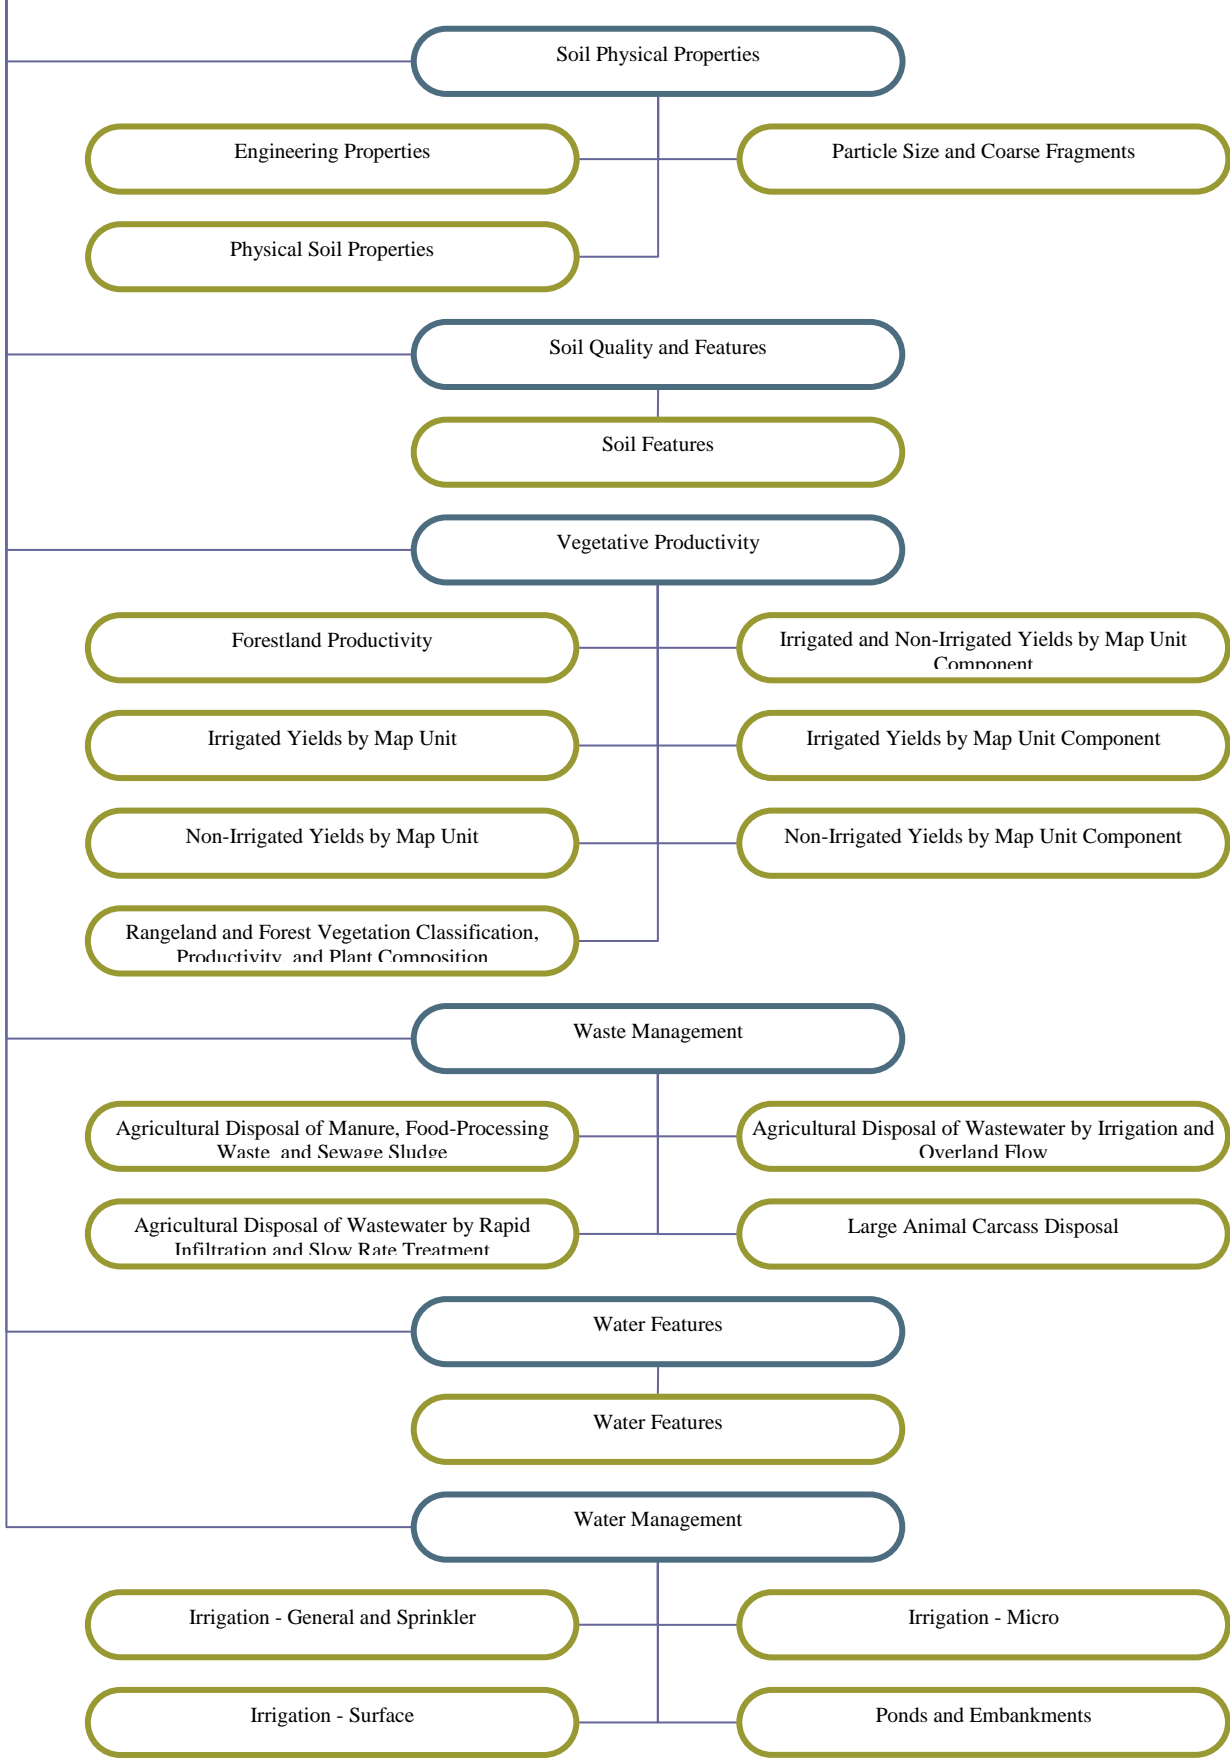 Soil Physical Properties
Engineering Properties
Particle Size and Coarse Fragments
Physical Soil Properties
Soil Quality and Features
Soil Features
Vegetative Productivity
Forestland Productivity
Irrigated and Non-Irrigated Yields by Map Unit
Component
Irrigated Yields by Map Unit
Irrigated Yields by Map Unit Component
Non-Irrigated Yields by Map Unit
Non-Irrigated Yields by Map Unit Component
Rangeland and Forest Vegetation Classification,
Productivity, and Plant Composition
Waste Management
Agricultural Disposal of Manure, Food-Processing
Waste, and Sewage Sludge
Agricultural Disposal of Wastewater by Irrigation and
Overland Flow
Agricultural Disposal of Wastewater by Rapid
Infiltration and Slow Rate Treatment
Large Animal Carcass Disposal
Water Features
Water Features
Water Management
Irrigation - General and Sprinkler
Irrigation - Micro
Irrigation - Surface
Ponds and Embankments